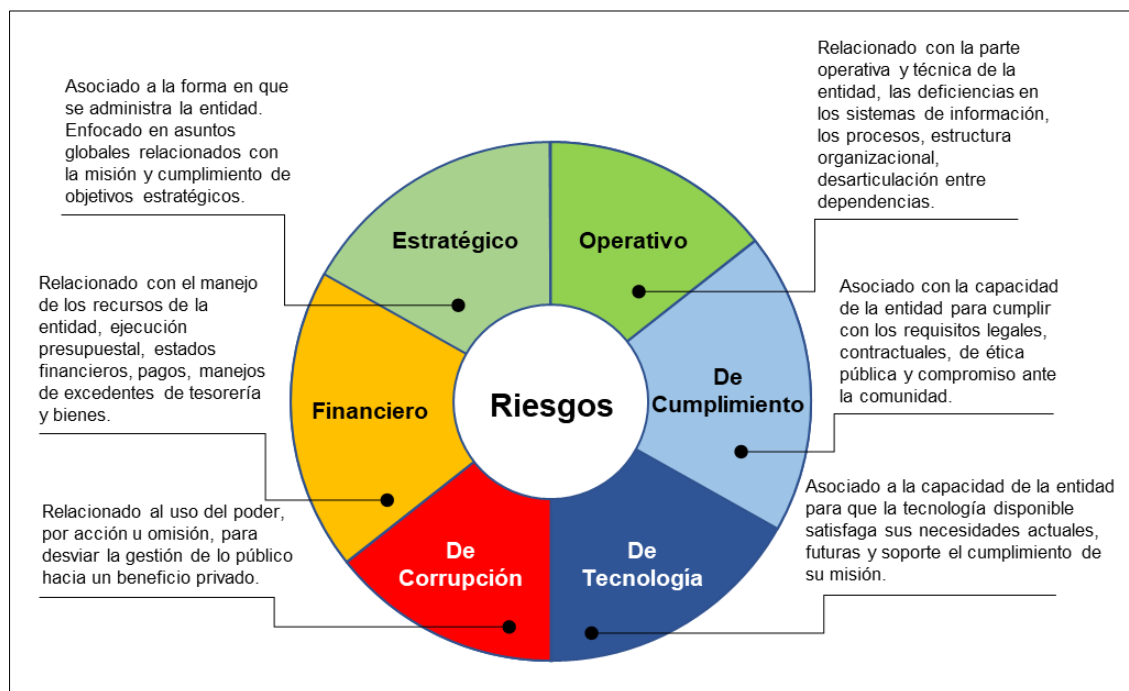 Asociado a la forma en que
se administra la entidad.
Enfocado en asuntos
globales relacionados con
la misión y cumplimiento de
objetivos estratégicos.
Relacionado con la parte
operativa y técnica de la
entidad, las deficiencias en
los sistemas de información,
los procesos, estructura
organizacional,
desarticulación entre
dependencias.
Estratégico
Operativo
Relacionado con el manejo
de los recursos de la
entidad, ejecución
presupuestal, estados
financieros, pagos, manejos
de excedentes de tesorería
y bienes.
Asociado con la capacidad
de la entidad para cumplir
con los requisitos legales,
contractuales, de ética
pública y compromiso ante
la comunidad.
Financiero
Riesgos
De
Cumplimiento
Relacionado al uso del poder,
por acción u omisión, para
desviar la gestión de lo público
hacia un beneficio privado.
De
Corrupción
De
Tecnología
Asociado a la capacidad de la entidad
para que la tecnología disponible
satisfaga sus necesidades actuales,
futuras y soporte el cumplimiento de
su misión.